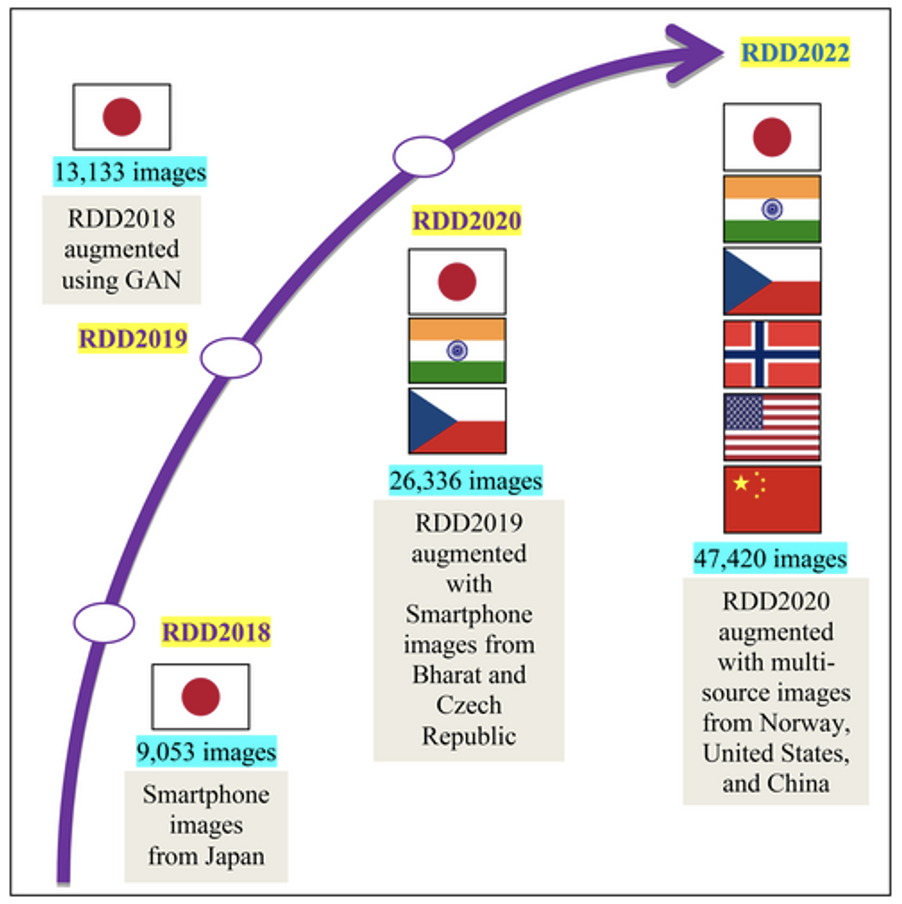 RDD2022
13,133 images
RDD2018
augmented
using GAN
RDD2019
RDD2020
26,336 images
RDD2019
augmented
with
Smartphone
images from
Bharat and
Czech
Republic
47,420 images
RDD2020
augmented
with multi-
source images
from Norway,
United States,
and China
RDD2018
9,053 images
Smartphone
images
from Japan